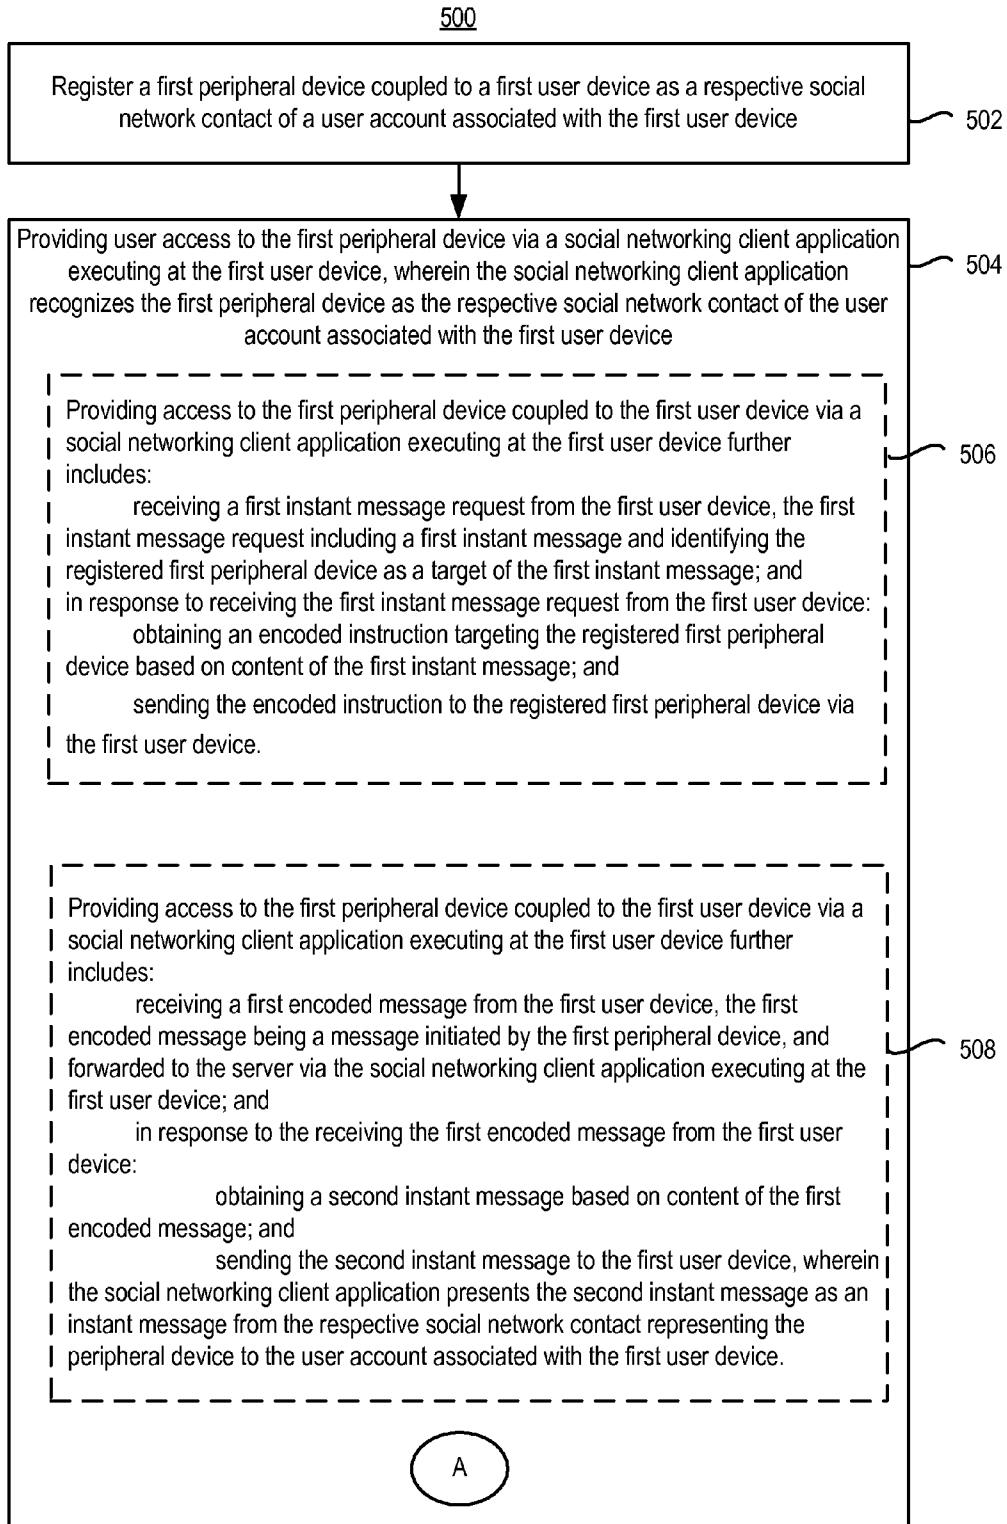 500
Register a first peripheral device coupled to a first user device as a respective social
network contact of a user account associated with the first user device
502
Providing user access to the first peripheral device via a social networking client application
executing at the first user device, wherein the social networking client application
recognizes the first peripheral device as the respective social network contact of the user
account associated with the first user device
504
Providing access to the first peripheral device coupled to the first user device via a
social networking client application executing at the first user device further
includes:
receiving a first instant message request from the first user device, the first
instant message request including a first instant message and identifying the
registered first peripheral device as a target of the first instant message; and
in response to receiving the first instant message request from the first user device:
obtaining an encoded instruction targeting the registered first peripheral
device based on content of the first instant message; and
sending the encoded instruction to the registered first peripheral device via
the first user device.
506
Providing access to the first peripheral device coupled to the first user device via a
social networking client application executing at the first user device further
includes:
receiving a first encoded message from the first user device, the first
encoded message being a message initiated by the first peripheral device, and
forwarded to the server via the social networking client application executing at the
first user device; and
in response to the receiving the first encoded message from the first user
device:
obtaining a second instant message based on content of the first
encoded message; and
sending the second instant message to the first user device, wherein
the social networking client application presents the second instant message as an
instant message from the respective social network contact representing the
peripheral device to the user account associated with the first user device.
508
A